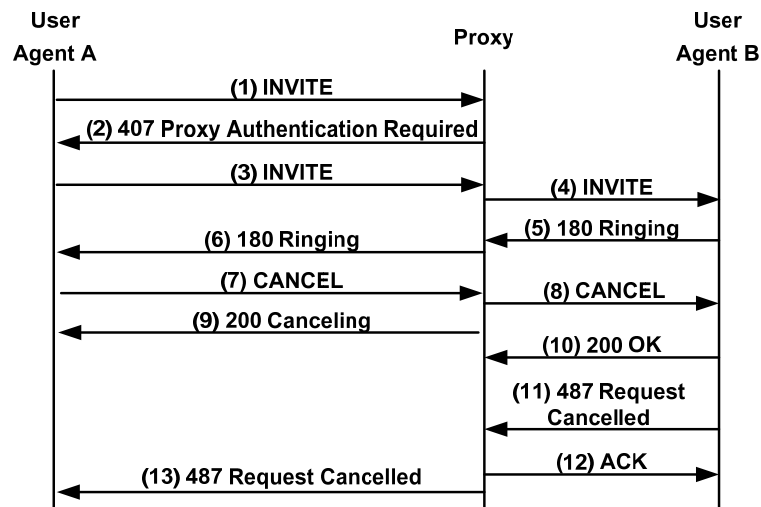 User
Agent A
Proxy
User
Agent B
(1) INVITE
(2) 407 Proxy Authentication Required
(3) INVITE
(4) INVITE
(5) 180 Ringing
(6) 180 Ringing
(7) CANCEL
(8) CANCEL
(9) 200 Canceling
(10) 200 OK
(11) 487 Request
Cancelled
(12) ACK
(13) 487 Request Cancelled